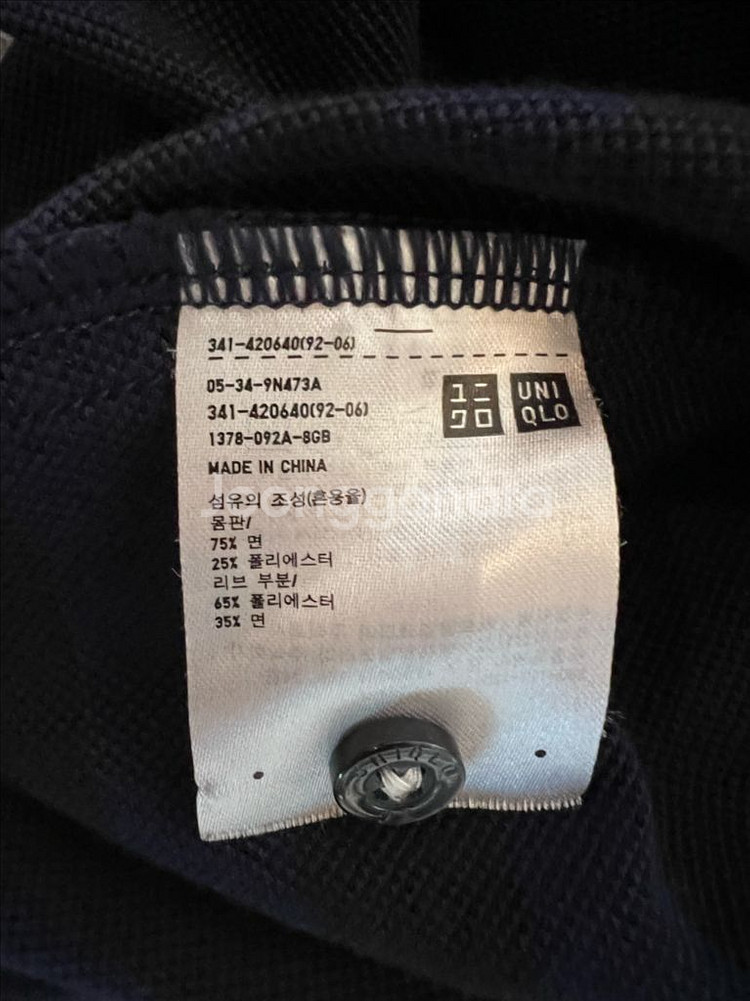 341-420640(92-06)
05-34-9N473A
341-420640(92-06)
1378-092A-8GB
MADE IN CHINA
ユニ
クロ
UNI
QLO
섬유의 조성(혼용율)
몸판/
75% 면
25% 폴리에스터
리브 부분/
65% 폴리에스터
35% 면
UNIQLO